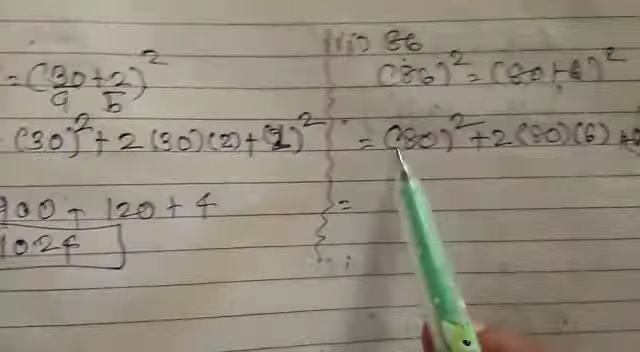 = (30 + 2)²
a b
(30)² + 2 (30) (2) + (2)²
900 + 120 + 4
1024
86
(86)² = (80 + 6)²
= (80)² + 2 (80) (6) +
=